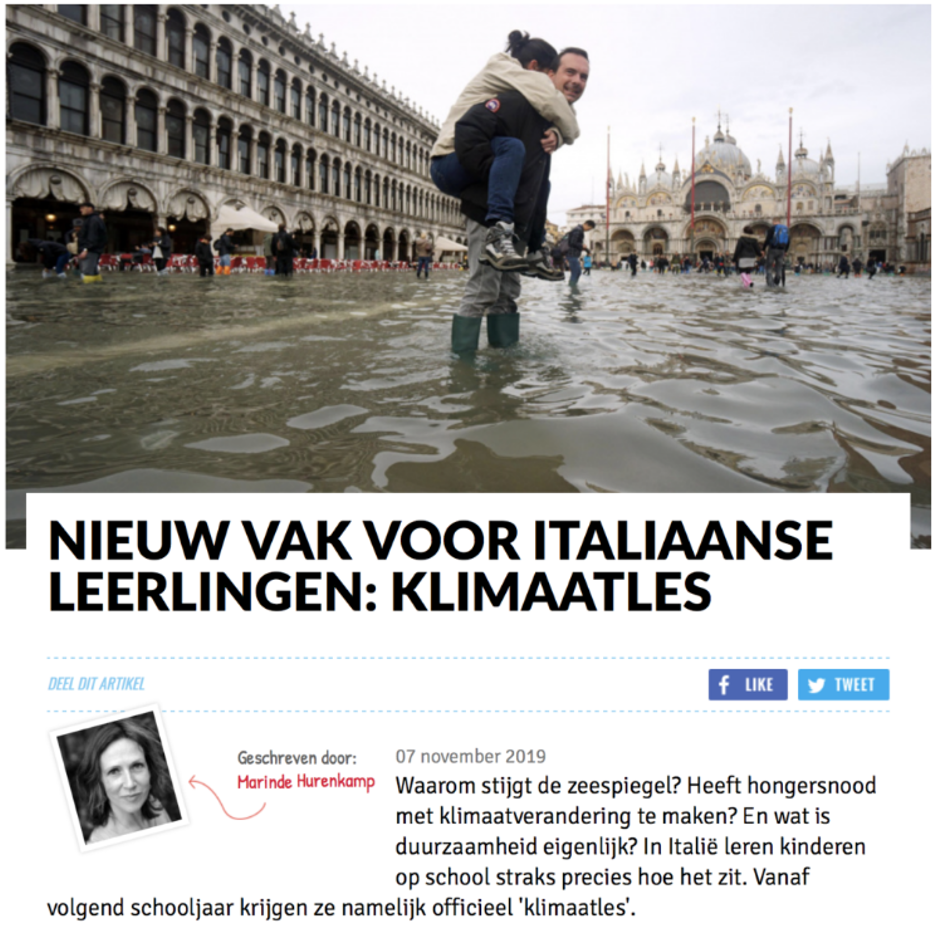 NIEUW VAK VOOR ITALIAANSE
LEERLINGEN: KLIMAATLES
DEEL DIT ARTIKEL
LIKE
TWEET
Geschreven door:
Marinde Hurenkamp
07 november 2019
Waarom stijgt de zeespiegel? Heeft hongersnood
met klimaatverandering te maken? En wat is
duurzaamheid eigenlijk? In Italië leren kinderen
op school straks precies hoe het zit. Vanaf
volgend schooljaar krijgen ze namelijk officieel 'klimaatles'.